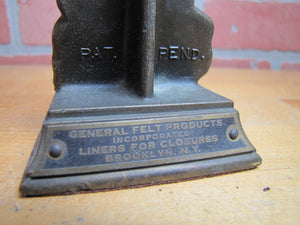 PAT. PEND.
GENERAL FELT PRODUCTS
INCORPORATED
LINERS FOR CLOSURES
BROOKLYN, N.Y.